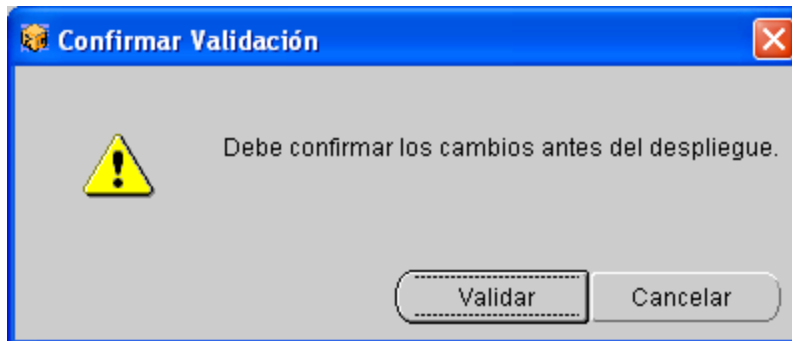 Confirmar Validación
Debe confirmar los cambios antes del despliegue.
Validar
Cancelar